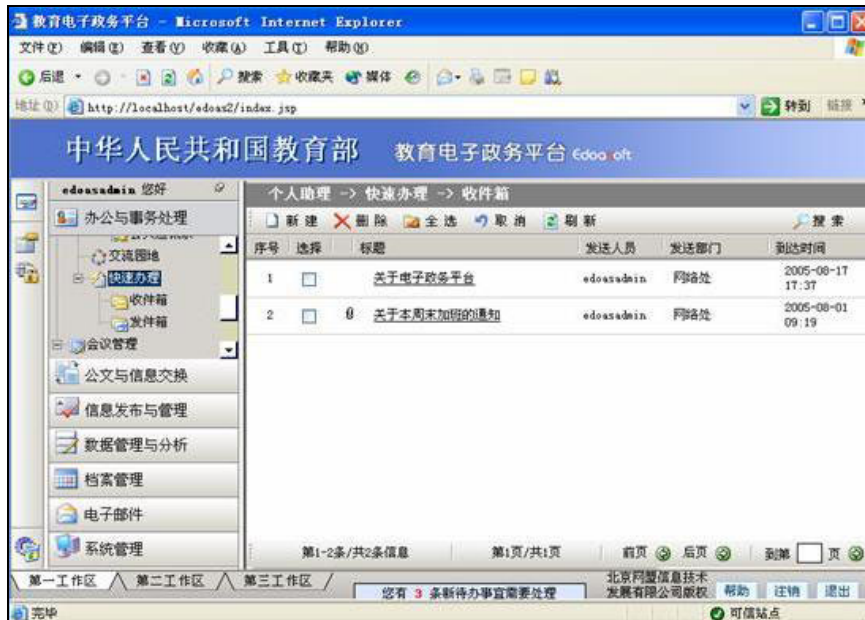 教育电子政务平台 - Microsoft Internet Explorer
文件(F) 编辑(E) 查看(V) 收藏(A) 工具(T) 帮助(H)
后退 搜索 收藏夹 媒体
地址(D) http://localhost/edoas2/index.jsp 转到 链接
中华人民共和国教育部 教育电子政务平台
edoasadmin 您好
个人助理 -> 快速办理 -> 收件箱
办公与事务处理
新建 删除 全选 取消 刷新 搜索
交流园地
快速办理
收件箱
发件箱
会议管理
公文与信息交换
信息发布与管理
数据管理与分析
档案管理
电子邮件
系统管理
序号 选择 标题 发送人员 发送部门 到达时间
1 关于电子政务平台 edoasadmin 网络处 2005-08-17 17:37
2 关于本周末加班的通知 edoasadmin 网络处 2005-08-01 09:19
第1-2条/共2条信息 第1页/共1页 前页 后页 到第 页
第一工作区 第二工作区 第三工作区
您有 3 条新待办事宜需要处理
北京网盟信息技术
发展有限公司版权
帮助 注销 退出
完毕 可信站点